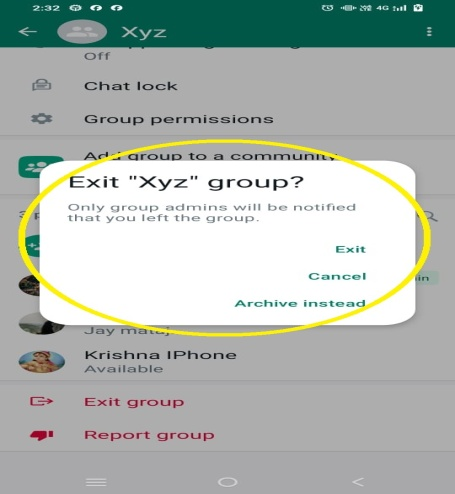 2:32
4G
Xyz
Off
Chat lock
Group permissions
Add group to a community
Exit "Xyz" group?
Only group admins will be notified
that you left the group.
Exit
Cancel
Archive instead
Jay mataj
Krishna IPhone
Available
Exit group
Report group